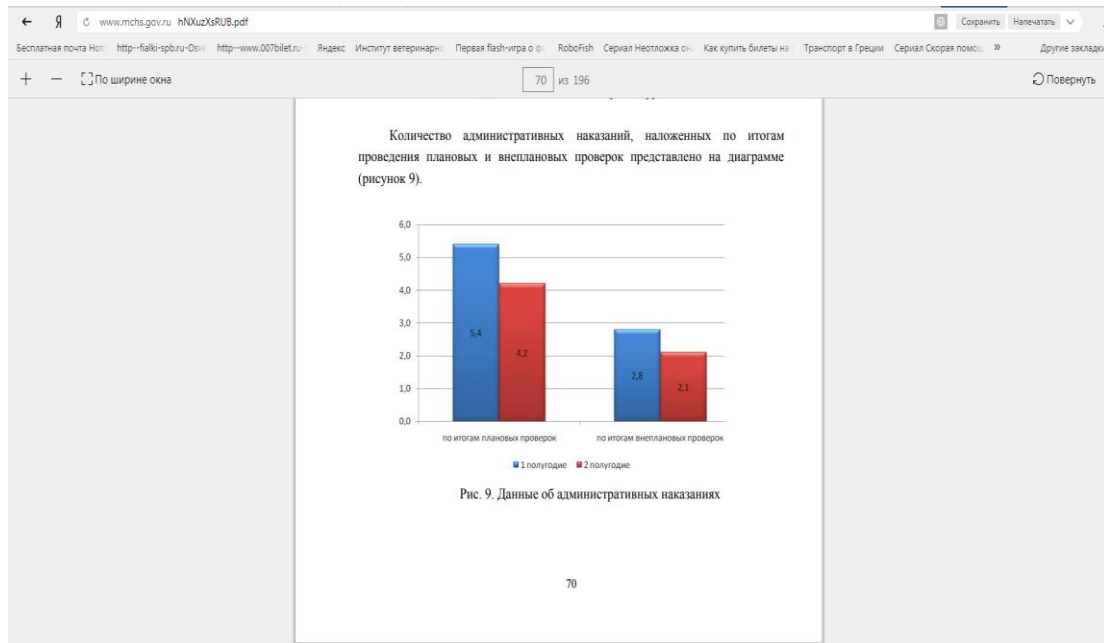 www.mchs.gov.ru hNXuzXsRUB.pdf
Сохранить Напечатать
Бесплатная почта Hot http--fialki-spb.ru-Osve http--www.007bilet.ru- Яндекс Институт ветеринарно Первая flash-игра о ф RoboFish Сериал Неотложка он Как купить билеты на Транспорт в Греции Сериал Скорая помощ » Другие закладки
+ — По ширине окна 70 из 196 Повернуть
Количество административных наказаний, наложенных по итогам
проведения плановых и внеплановых проверок представлено на диаграмме
(рисунок 9).
6,0
5,0
4,0
3,0
2,0
1,0
0,0
5,4
4,2
2,8
2,1
по итогам плановых проверок по итогам внеплановых проверок
1 полугодие 2 полугодие
Рис. 9. Данные об административных наказаниях
70